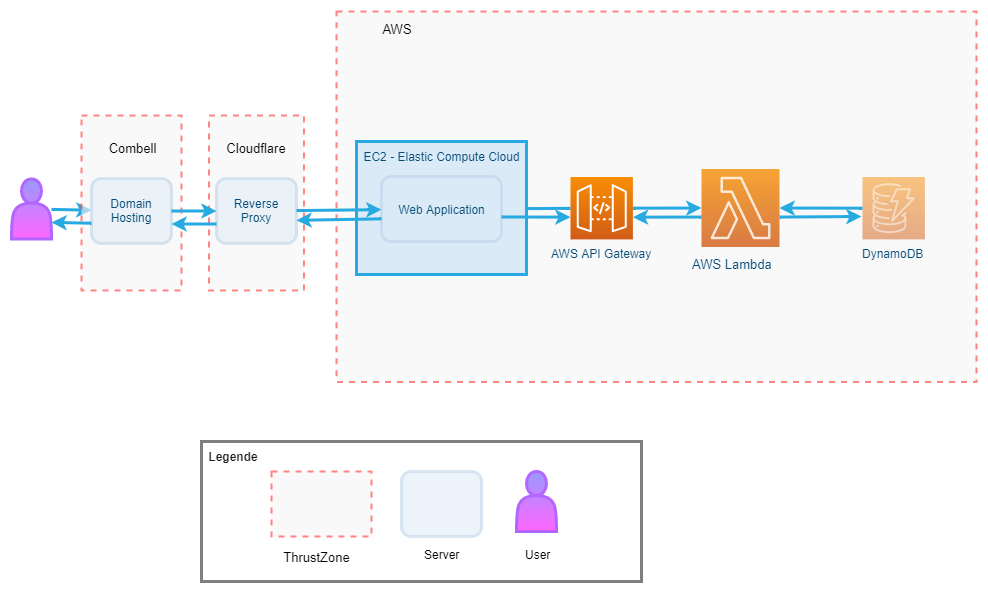 AWS
Combell
Cloudflare
EC2 - Elastic Compute Cloud
Domain
Hosting
Reverse
Proxy
Web Application
</>
AWS API Gateway
AWS Lambda
DynamoDB
Legende
ThrustZone
Server
User